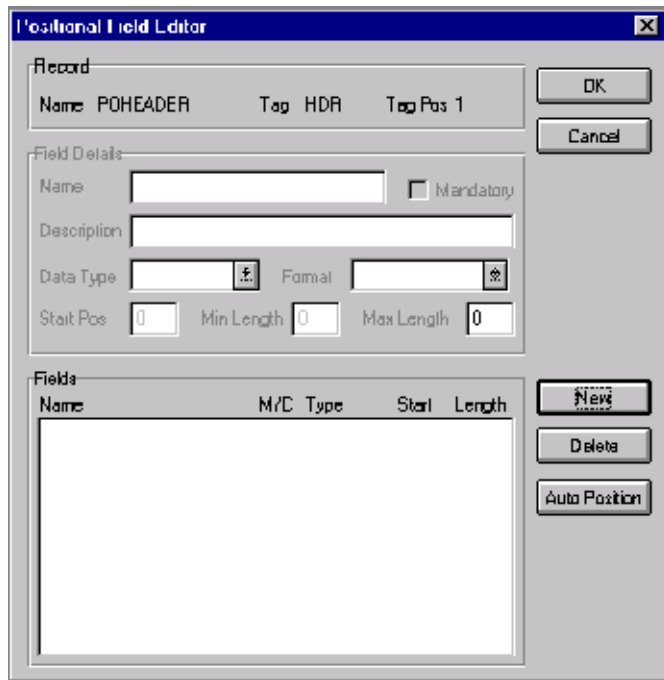 Positional Field Editor
Record
Name POHEADER Tag HDR Tag Pos 1
OK
Cancel
Field Details
Name Mandatory
Description
Data Type Format
Start Pos 0 Min Length 0 Max Length 0
Fields
Name M/C Type Start Length
New
Delete
Auto Position